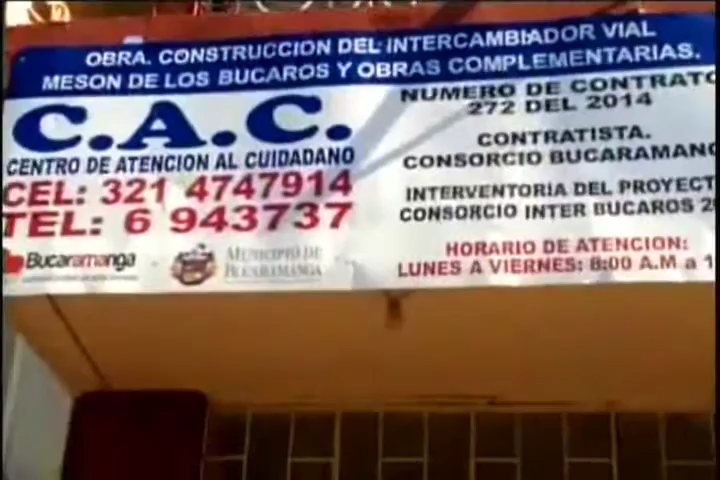 OBRA. CONSTRUCCION DEL INTERCAMBIADOR VIAL
MESON DE LOS BUCAROS Y OBRAS COMPLEMENTARIAS.
C.A.C.
CENTRO DE ATENCION AL CUIDADANO
CEL: 321 4747914
TEL: 6 943737
Bucaramanga
MUNICIPIO DE
BUCARAMANGA
NUMERO DE CONTRATO
272 DEL 2014
CONTRATISTA.
CONSORCIO BUCARAMAN
INTERVENTORIA DEL PROYECT
CONSORCIO INTER BUCAROS 2
HORARIO DE ATENCION:
LUNES A VIERNES: 8:00 A.M a 1